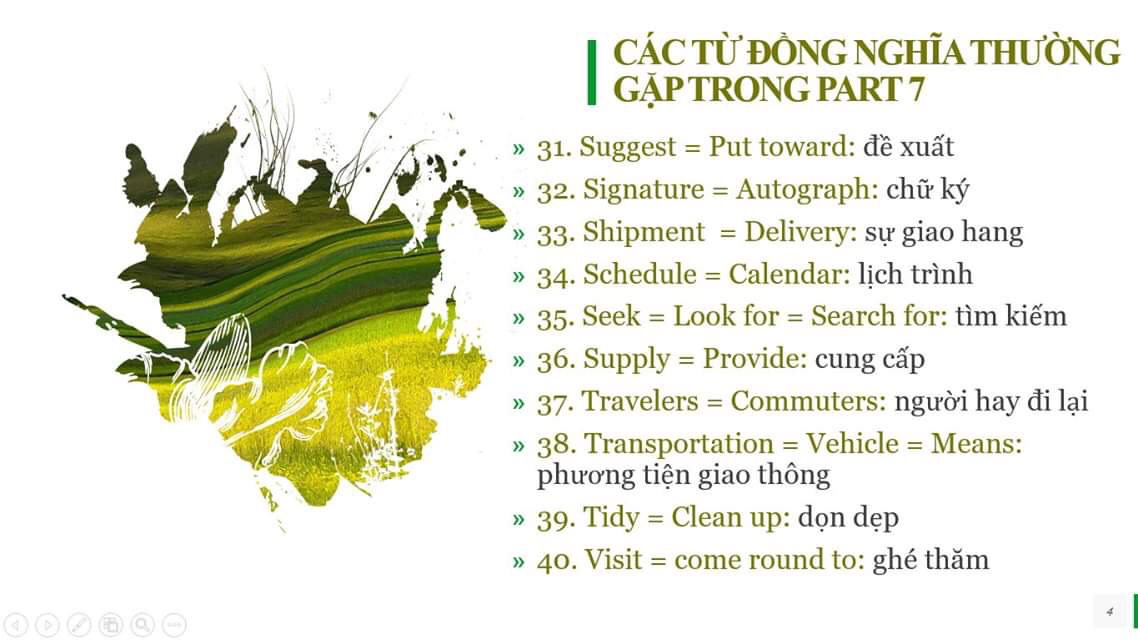 CÁC TỪ ĐỒNG NGHĨA THƯỜNG
GẶP TRONG PART 7
» 31. Suggest = Put toward: đề xuất
» 32. Signature = Autograph: chữ ký
» 33. Shipment = Delivery: sự giao hang
» 34. Schedule = Calendar: lịch trình
» 35. Seek = Look for = Search for: tìm kiếm
» 36. Supply = Provide: cung cấp
» 37. Travelers = Commuters: người hay đi lại
» 38. Transportation = Vehicle = Means:
phương tiện giao thông
» 39. Tidy = Clean up: dọn dẹp
» 40. Visit = come round to: ghé thăm
4